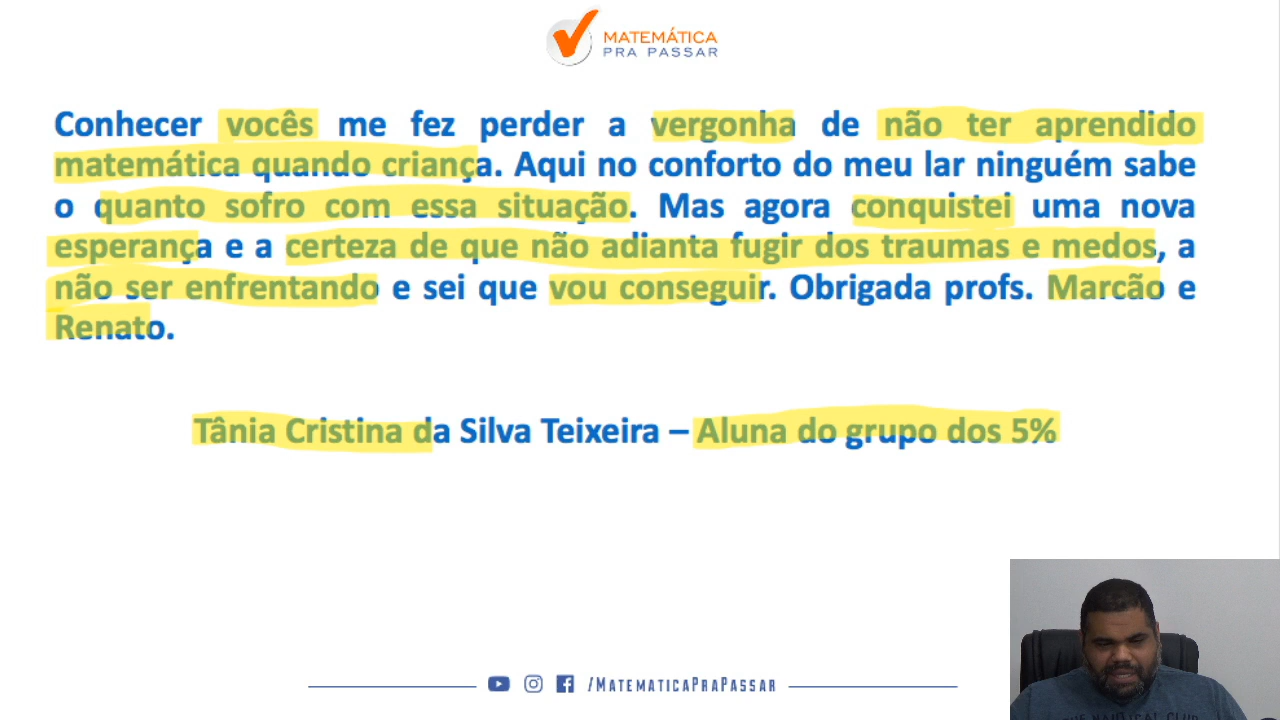 MATEMÁTICA
PRA PASSAR
Conhecer vocês me fez perder a vergonha de não ter aprendido
matemática quando criança. Aqui no conforto do meu lar ninguém sabe
o quanto sofro com essa situação. Mas agora conquistei uma nova
esperança e a certeza de que não adianta fugir dos traumas e medos, a
não ser enfrentando e sei que vou conseguir. Obrigada profs. Marcão e
Renato.
Tânia Cristina da Silva Teixeira – Aluna do grupo dos 5%
/MATEMATICAPRAPASSAR